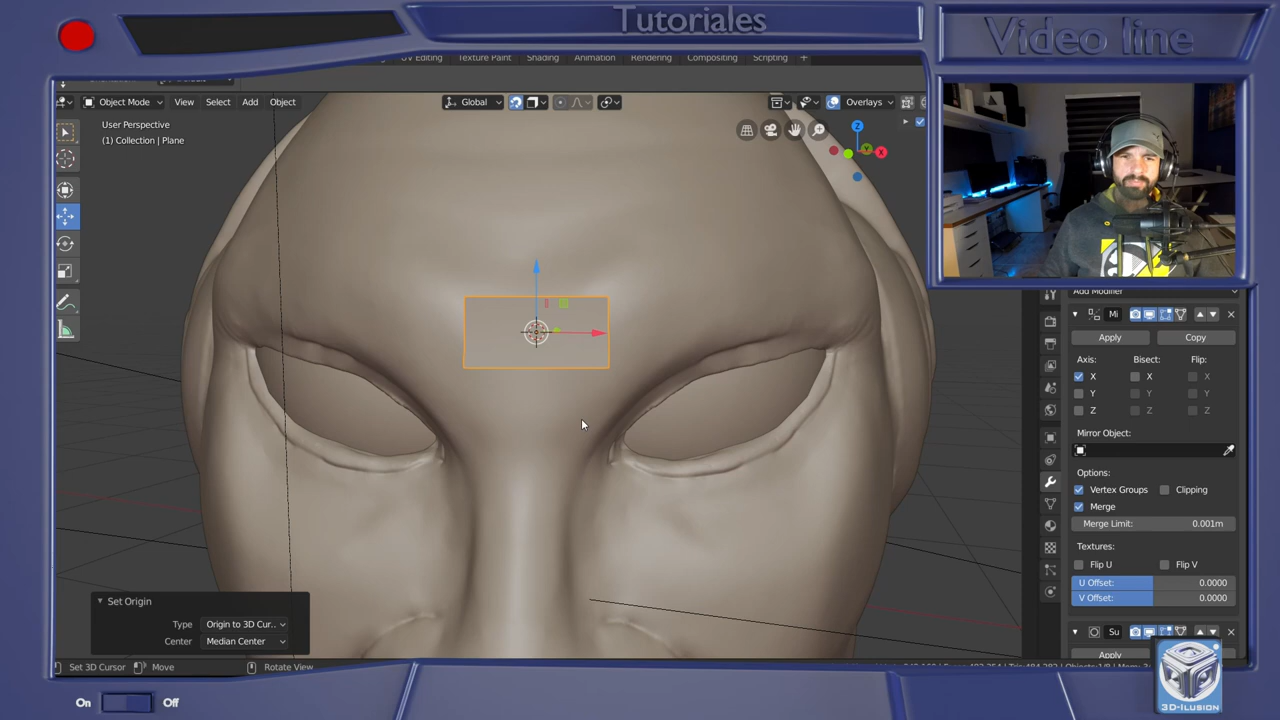 Tutoriales
Video line
UV Editing Texture Paint Shading Animation Rendering Compositing Scripting +
Object Mode View Select Add Object Global Overlays
User Perspective
(1) Collection | Plane
Z
Y
X
Add Modifier
Mi
Apply Copy
Axis: Bisect: Flip:
X X X
Y Y Y
Z Z Z
Mirror Object:
Options:
Vertex Groups Clipping
Merge
Merge Limit: 0.001m
Textures:
Flip U Flip V
U Offset: 0.0000
V Offset: 0.0000
Su
Apply
Set Origin
Type Origin to 3D Cur..
Center Median Center
Set 3D Cursor Move Rotate View
On Off
3D-ILUSION